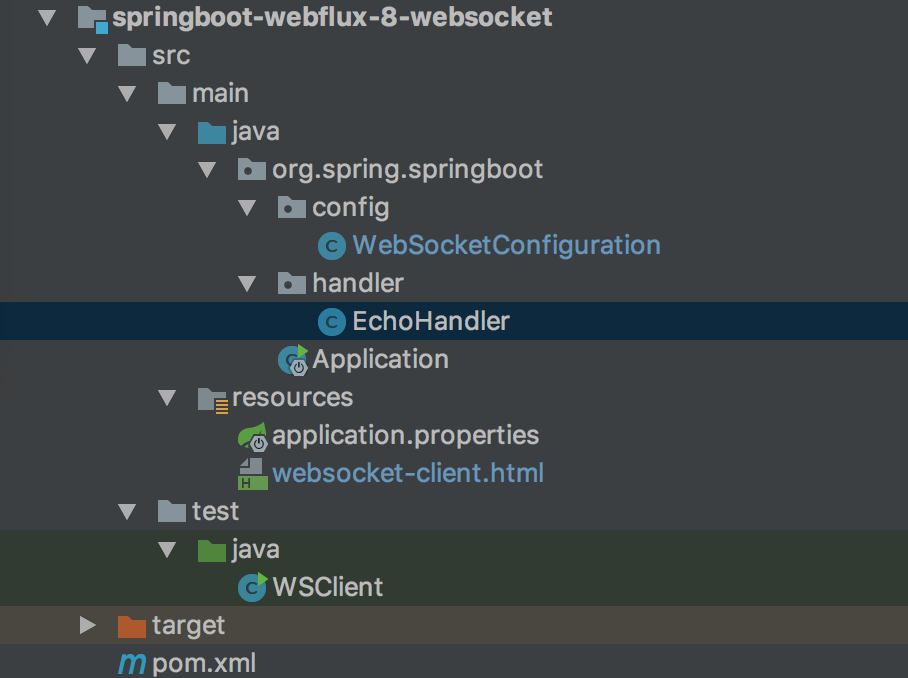 springboot-webflux-8-websocket
src
main
java
org.spring.springboot
config
C WebSocketConfiguration
handler
C EchoHandler
C Application
resources
application.properties
H websocket-client.html
test
java
C WSClient
target
m pom.xml